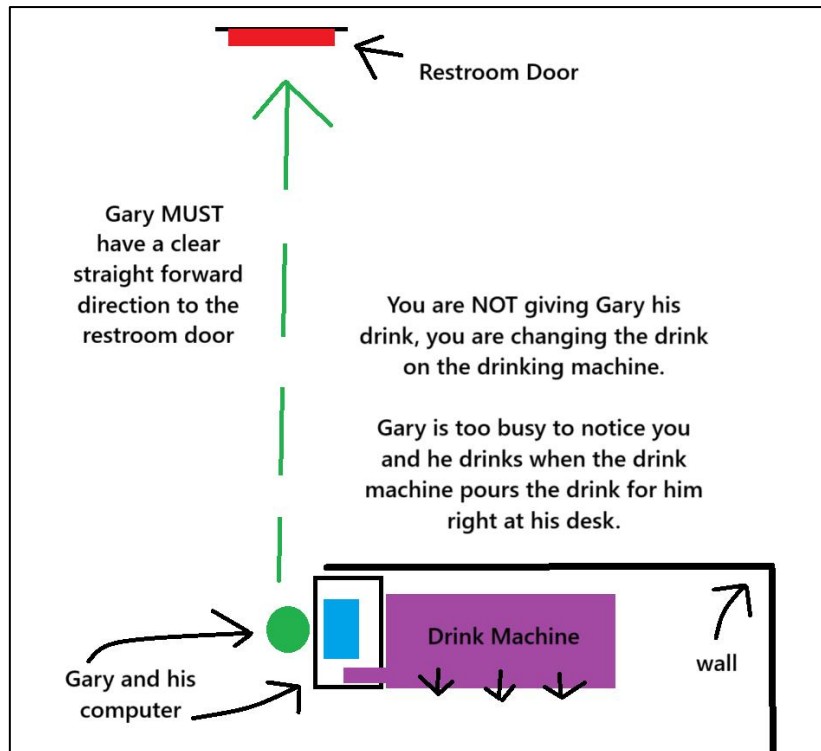 Restroom Door
Gary MUST
have a clear
straight forward
direction to the
restroom door
You are NOT giving Gary his
drink, you are changing the drink
on the drinking machine.
Gary is too busy to notice you
and he drinks when the drink
machine pours the drink for him
right at his desk.
Drink Machine
wall
Gary and his
computer